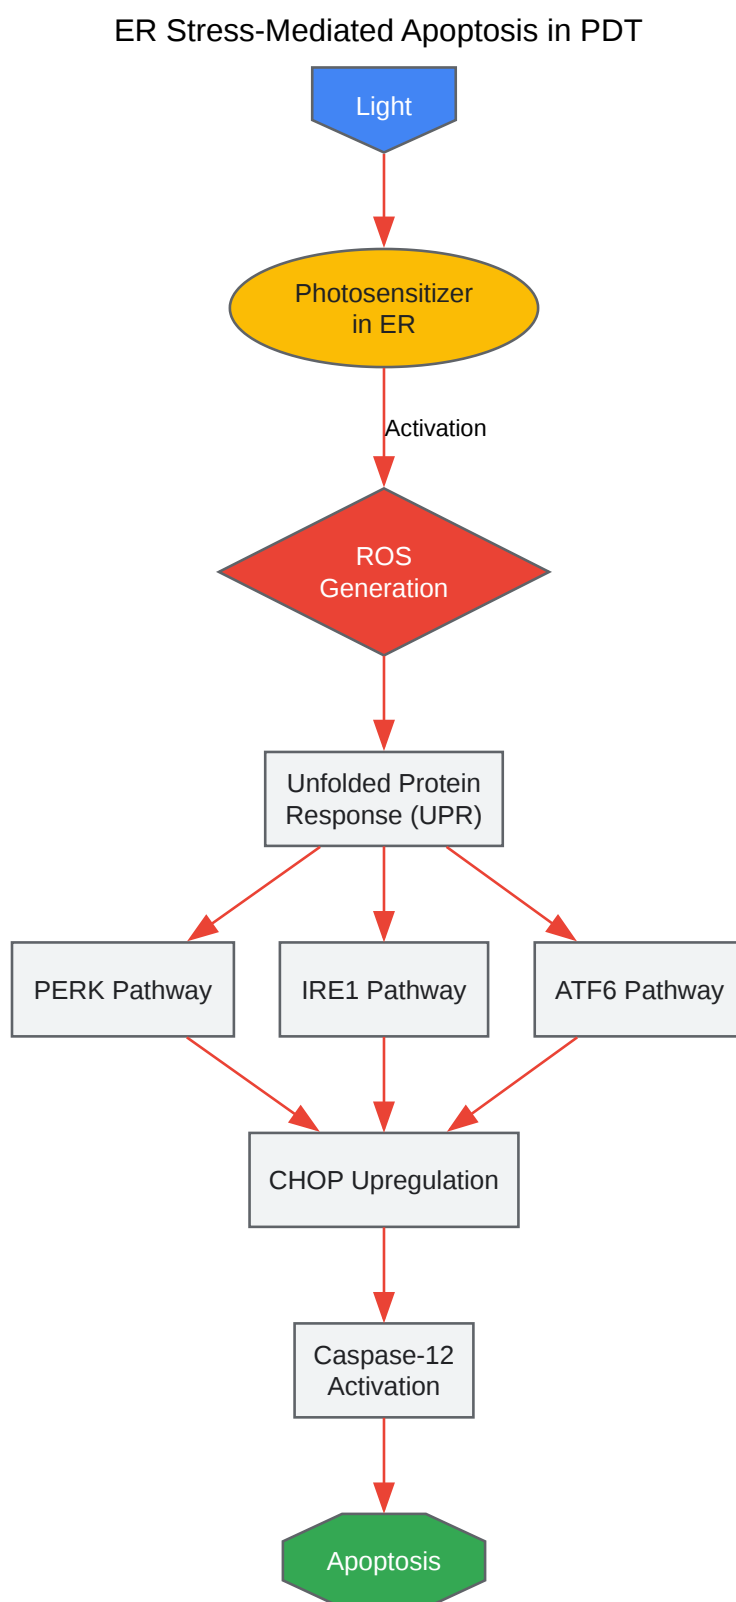 ER Stress-Mediated Apoptosis in PDT
Light
Photosensitizer
in ER
Activation
ROS
Generation
Unfolded Protein
Response (UPR)
PERK Pathway
IRE1 Pathway
ATF6 Pathway
CHOP Upregulation
Caspase-12
Activation
Apoptosis